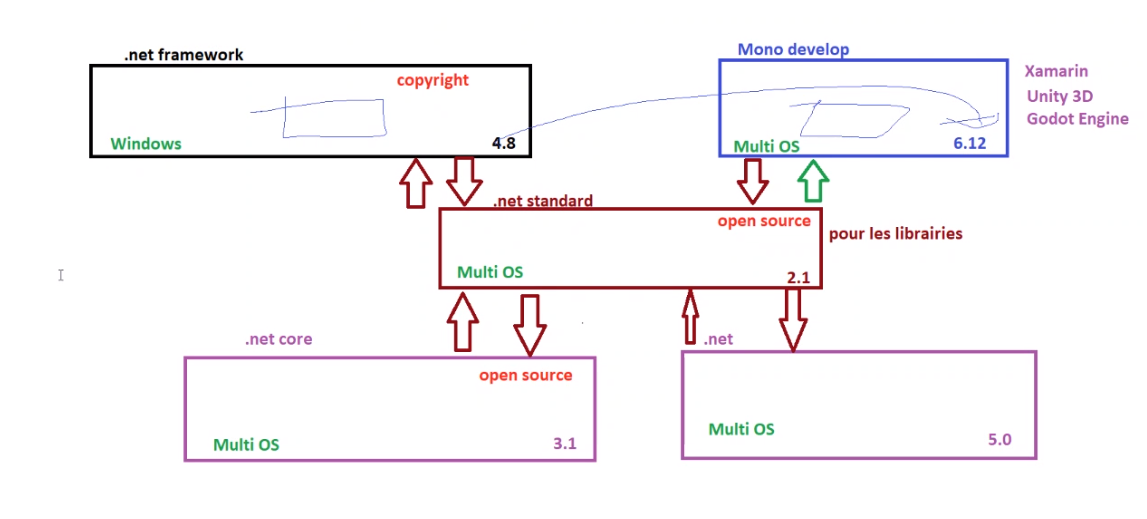 .net framework
copyright
Windows
4.8
Mono develop
Multi OS
6.12
Xamarin
Unity 3D
Godot Engine
.net standard
open source
Multi OS
2.1
pour les librairies
.net core
open source
Multi OS
3.1
.net
Multi OS
5.0